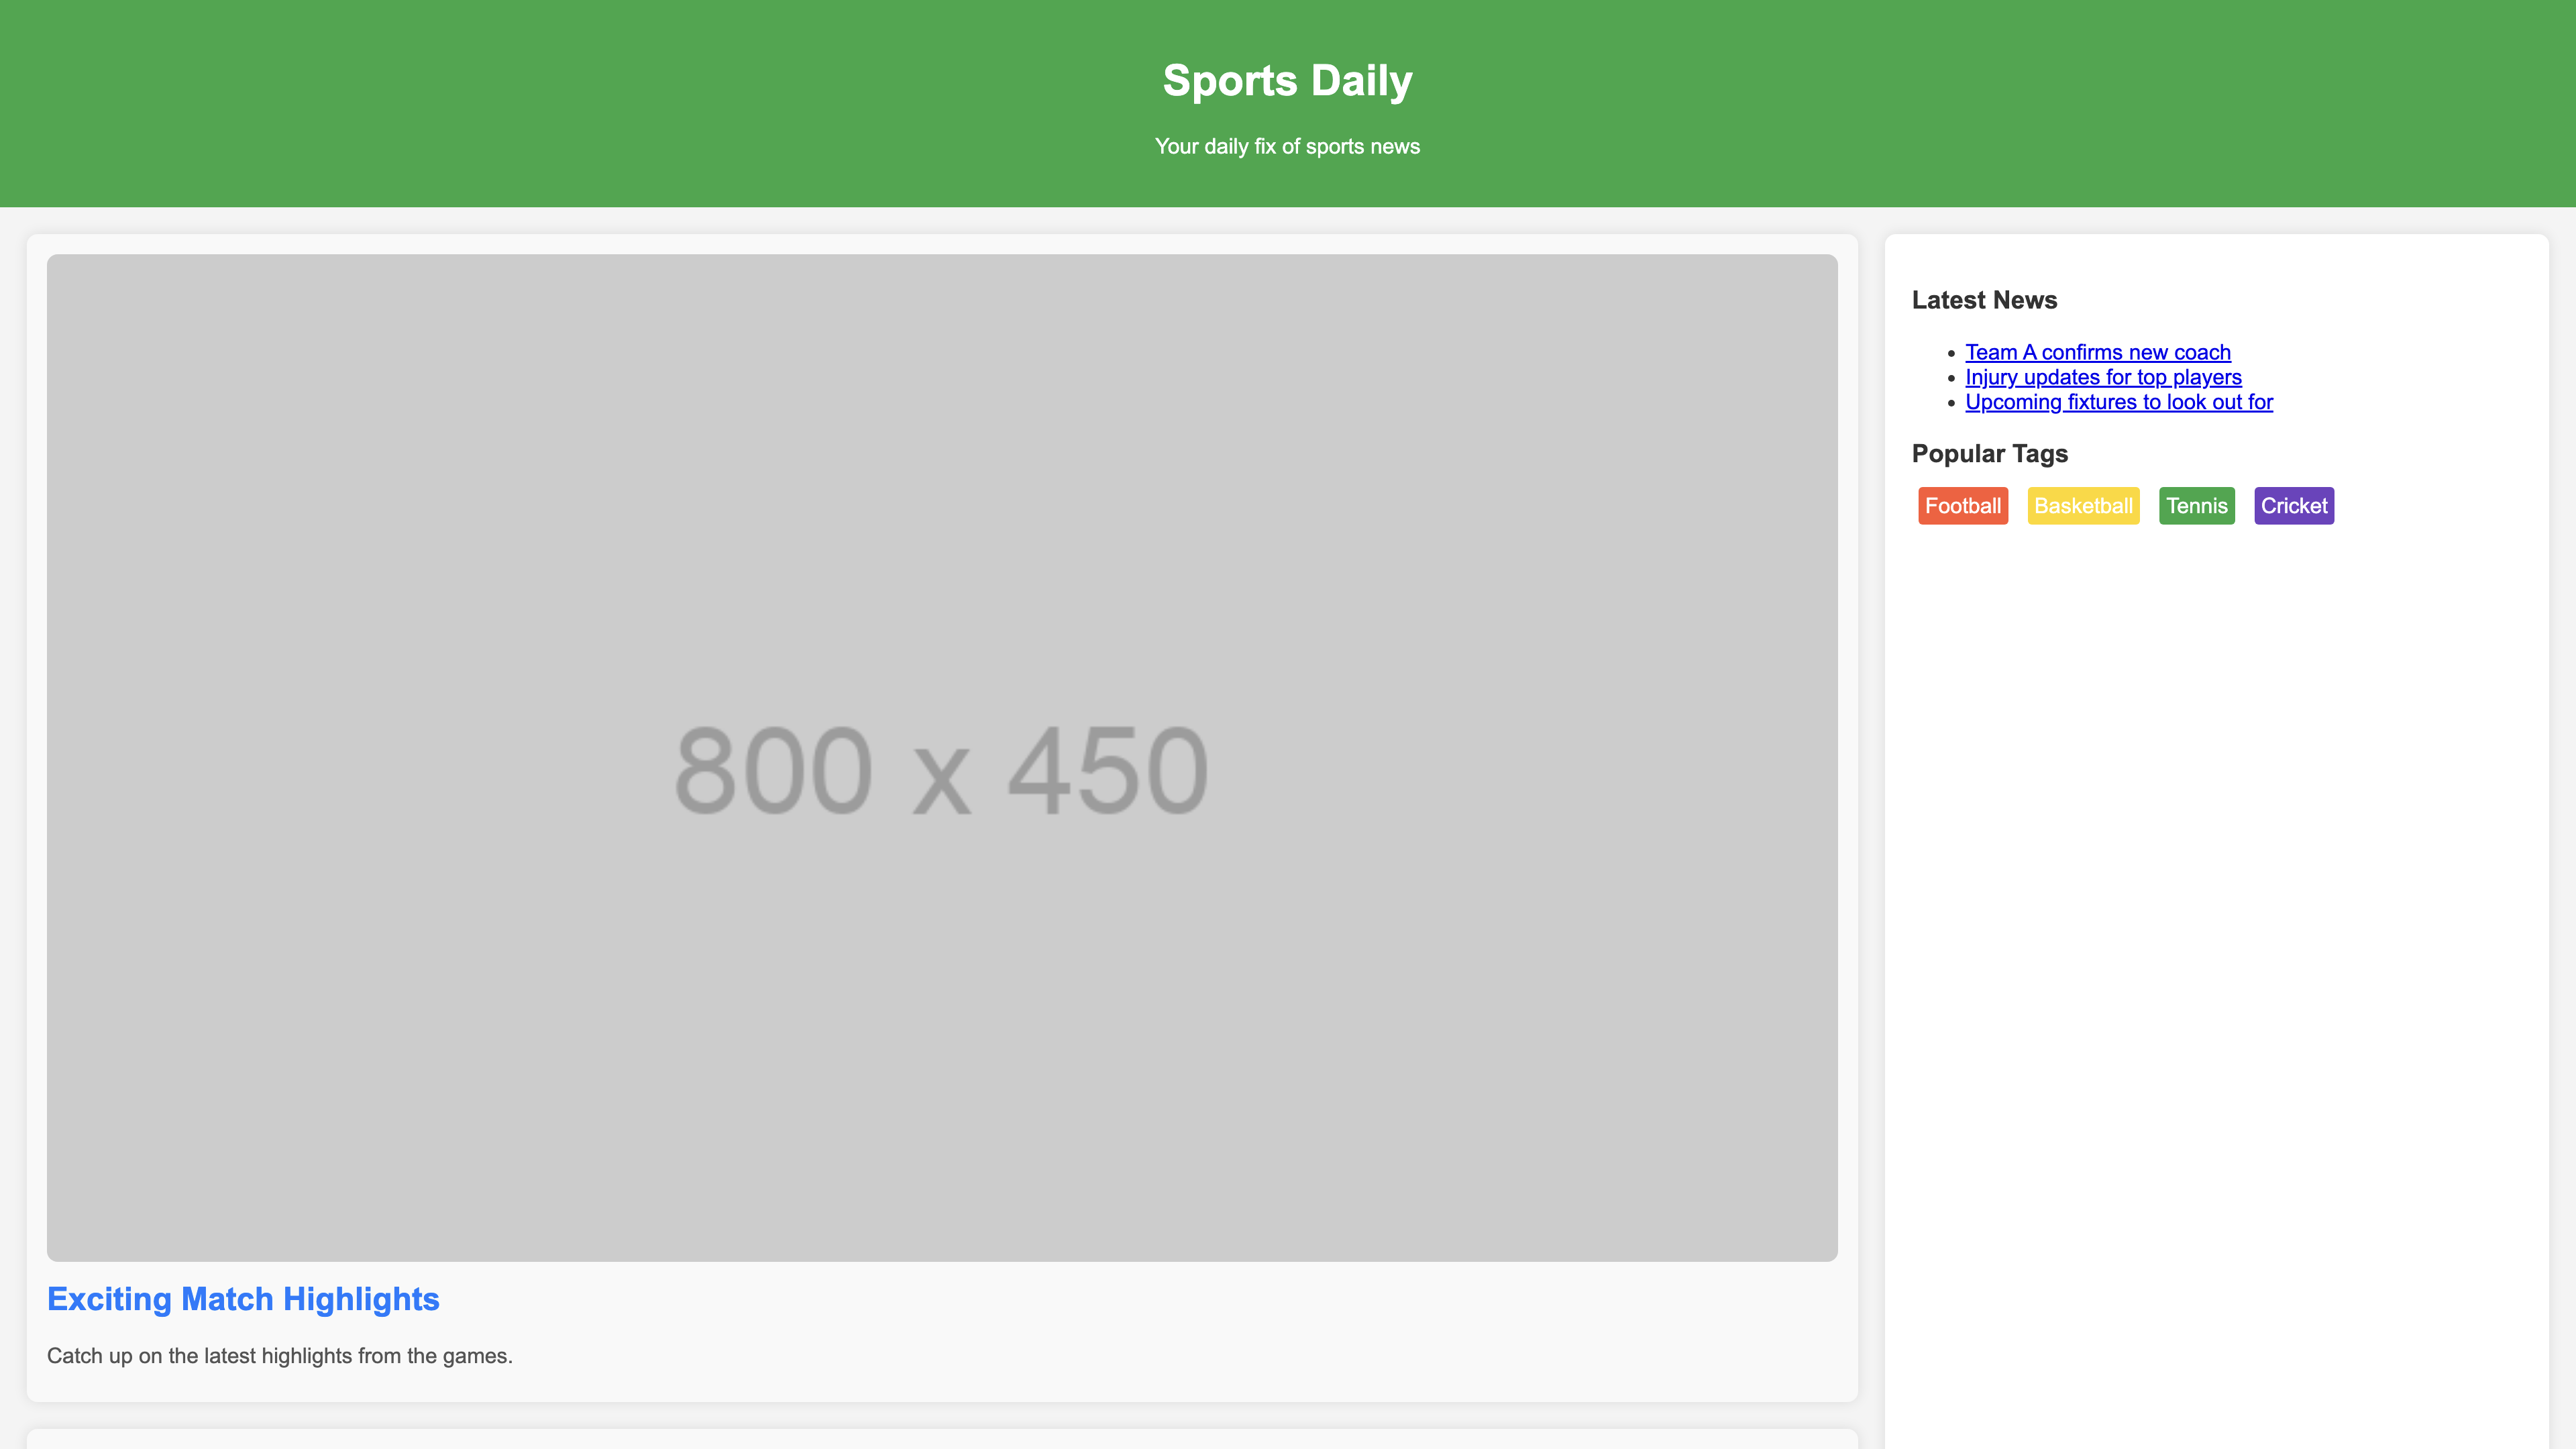 Sports Daily
Your daily fix of sports news
800 x 450
Exciting Match Highlights
Catch up on the latest highlights from the games.
Latest News
Team A confirms new coach
Injury updates for top players
Upcoming fixtures to look out for
Popular Tags
Football Basketball Tennis Cricket